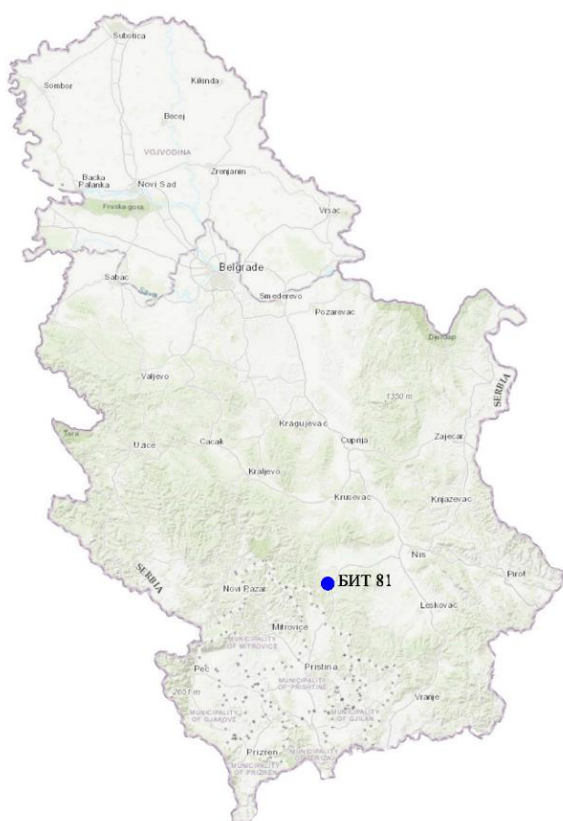 Subotica
Sombor
Kikinda
Becej
VOJVODINA
Backa
Palanka
Novi Sad
Zrenjanin
Fruska gora
Vrsac
Belgrade
Sabac
Sava
Smederevo
Pozarevac
Djerdap
Valjevo
1350 m
SERBIA
Tara
Uzice
Cacak
Kragujevac
Cuprija
Zajecar
Kraljevo
Krusevac
Knjazevac
Nis
Pirot
SERBIA
Novi Pazar
БИТ 81
Leskovac
Mitrovice
MUNICIPALITY
OF MITROVICE
Pec
Pristina
2651 m
MUNICIPALITY
OF PRISHTINE
Vranje
MUNICIPALITY
OF GJAKOVE
MUNICIPALITY
OF GJILAN
Prizren
MUNICIPALITY
OF PRIZREN
MUNICIPALITY